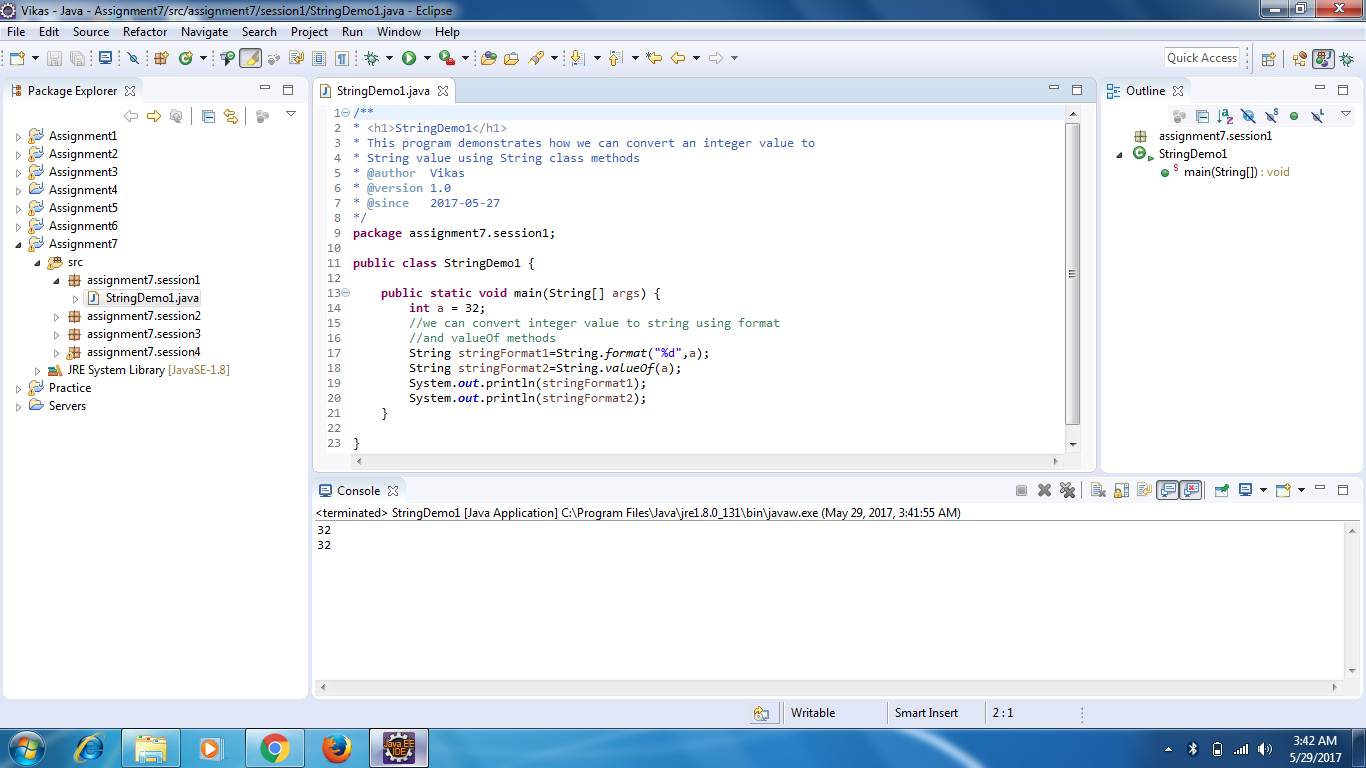 Vikas - Java - Assignment7/src/assignment7/session1/StringDemo1.java - Eclipse
File Edit Source Refactor Navigate Search Project Run Window Help
Quick Access
Package Explorer
Assignment1
Assignment2
Assignment3
Assignment4
Assignment5
Assignment6
Assignment7
src
assignment7.session1
StringDemo1.java
assignment7.session2
assignment7.session3
assignment7.session4
JRE System Library [JavaSE-1.8]
Practice
Servers
StringDemo1.java
1 /**
2 * <h1>StringDemo1</h1>
3 * This program demonstrates how we can convert an integer value to
4 * String value using String class methods
5 * @author  Vikas
6 * @version 1.0
7 * @since   2017-05-27
8 */
9 package assignment7.session1;
10
11 public class StringDemo1 {
12
13     public static void main(String[] args) {
14         int a = 32;
15         //we can convert integer value to string using format
16         //and valueOf methods
17         String stringFormat1=String.format("%d",a);
18         String stringFormat2=String.valueOf(a);
19         System.out.println(stringFormat1);
20         System.out.println(stringFormat2);
21     }
22
23 }
Outline
assignment7.session1
StringDemo1
main(String[]) : void
Console
<terminated> StringDemo1 [Java Application] C:\Program Files\Java\jre1.8.0_131\bin\javaw.exe (May 29, 2017, 3:41:55 AM)
32
32
Writable Smart Insert 2 : 1
Java EE
IDE
3:42 AM
5/29/2017